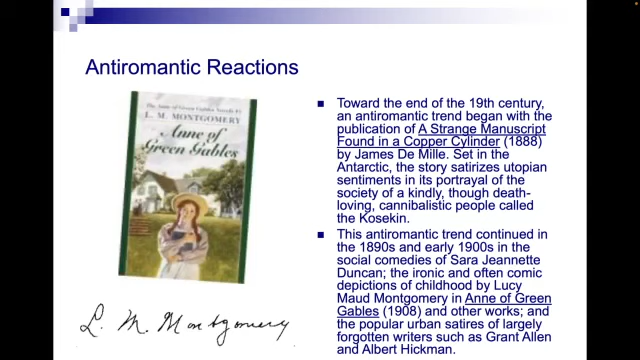 Antiromantic Reactions
The Anne of Green Gables Novels #1
L. M. MONTGOMERY
Anne of
Green Gables
L. M. Montgomery
Toward the end of the 19th century,
an antiromantic trend began with the
publication of A Strange Manuscript
Found in a Copper Cylinder (1888)
by James De Mille. Set in the
Antarctic, the story satirizes utopian
sentiments in its portrayal of the
society of a kindly, though death-
loving, cannibalistic people called
the Kosekin.
This antiromantic trend continued in
the 1890s and early 1900s in the
social comedies of Sara Jeannette
Duncan; the ironic and often comic
depictions of childhood by Lucy
Maud Montgomery in Anne of Green
Gables (1908) and other works; and
the popular urban satires of largely
forgotten writers such as Grant Allen
and Albert Hickman.